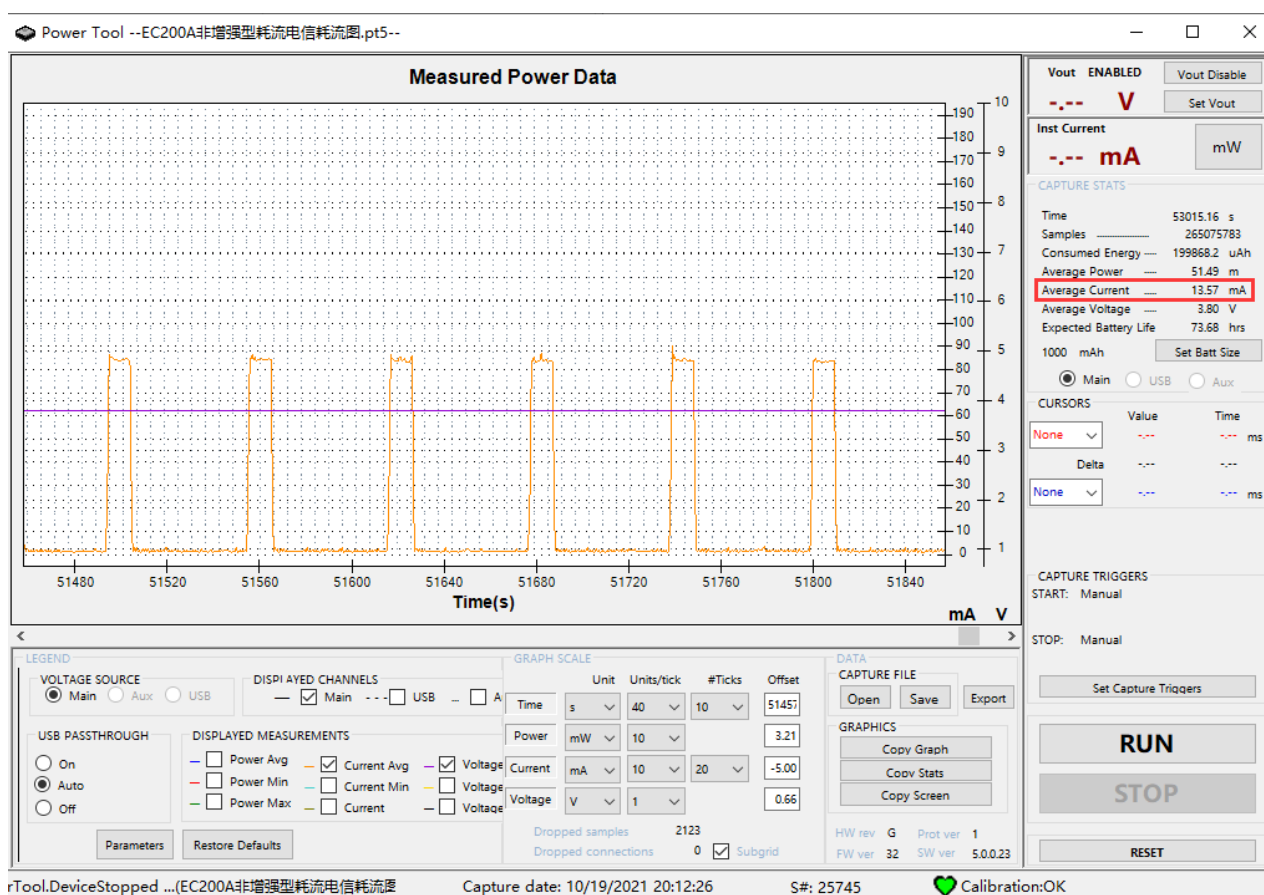 Power Tool --EC200A非增强型耗流电信耗流图.pt5--
Measured Power Data
190
180
170
160
150
140
130
120
110
100
90
80
70
60
50
40
30
20
10
0
10
9
8
7
6
5
4
3
2
1
51480 51520 51560 51600 51640 51680 51720 51760 51800 51840
Time(s)
mA V
Vout ENABLED Vout Disable
-.-- V Set Vout
Inst Current
-.-- mA mW
CAPTURE STATS
Time 53015.16 s
Samples 265075783
Consumed Energy 199868.2 uAh
Average Power 51.49 m
Average Current 13.57 mA
Average Voltage 3.80 V
Expected Battery Life 73.68 hrs
1000 mAh Set Batt Size
Main USB Aux
CURSORS
Value Time
None -.-- -.-- ms
Delta -.-- -.--
None -.-- -.-- ms
CAPTURE TRIGGERS
START: Manual
STOP: Manual
Set Capture Triggers
RUN
STOP
RESET
LEGEND
VOLTAGE SOURCE
Main Aux USB
DISPLAYED CHANNELS
Main USB A
USB PASSTHROUGH
On
Auto
Off
DISPLAYED MEASUREMENTS
Power Avg Current Avg Voltage
Power Min Current Min Voltage
Power Max Current Voltage
Parameters Restore Defaults
GRAPH SCALE
Unit Units/tick #Ticks Offset
Time s 40 10 51457
Power mW 10 3.21
Current mA 10 20 -5.00
Voltage V 1 0.66
Dropped samples 2123
Dropped connections 0 Subgrid
DATA
CAPTURE FILE
Open Save Export
GRAPHICS
Copy Graph
Copy Stats
Copy Screen
HW rev G Prot ver 1
FW ver 32 SW ver 5.0.0.23
rTool.DeviceStopped ...(EC200A非增强型耗流电信耗流图 Capture date: 10/19/2021 20:12:26 S#: 25745 Calibration:OK